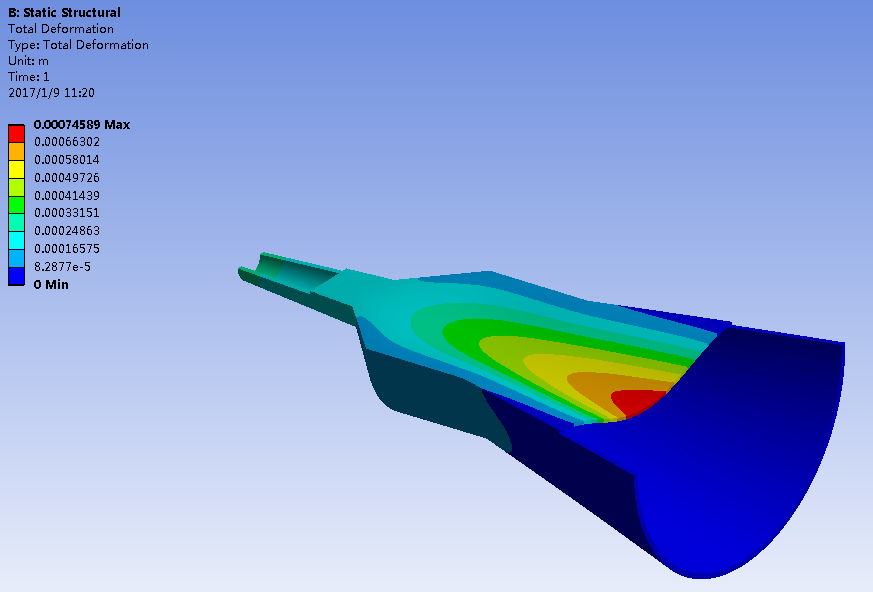 B: Static Structural
Total Deformation
Type: Total Deformation
Unit: m
Time: 1
2017/1/9 11:20
0.00074589 Max
0.00066302
0.00058014
0.00049726
0.00041439
0.00033151
0.00024863
0.00016575
8.2877e-5
0 Min